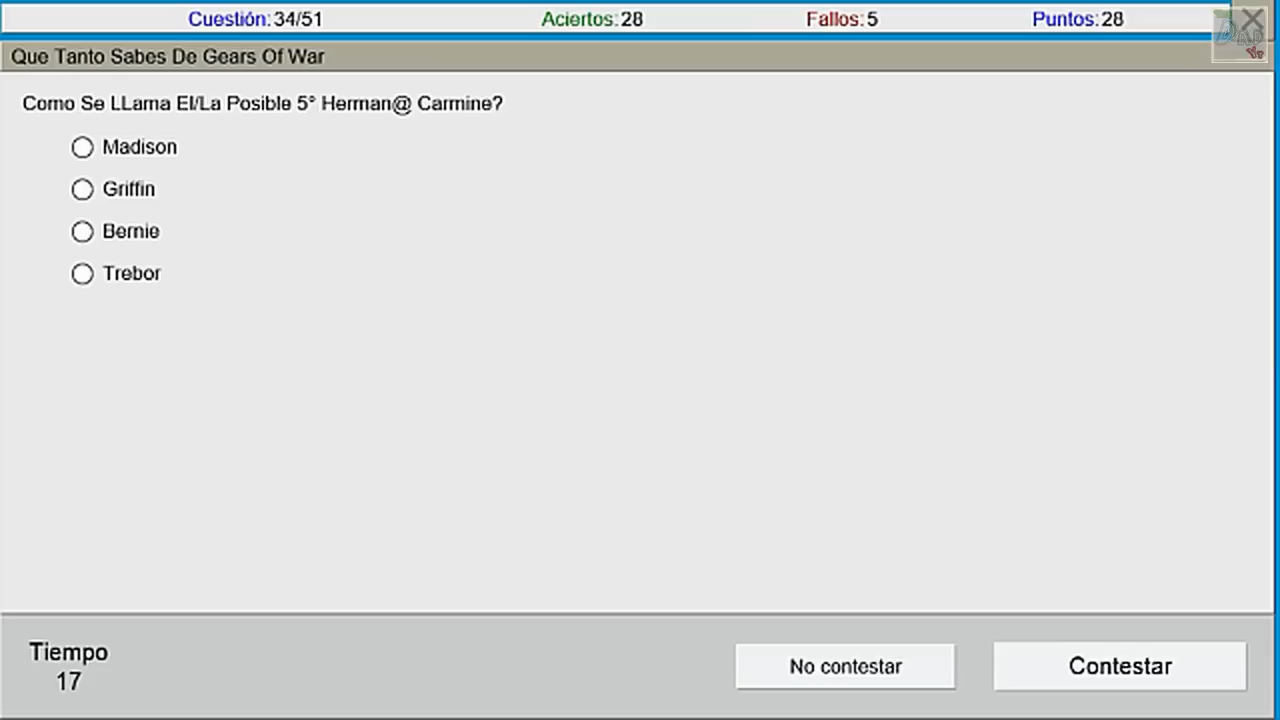 Cuestión: 34/51 Aciertos: 28 Fallos: 5 Puntos: 28
Que Tanto Sabes De Gears Of War
Como Se LLama El/La Posible 5° Herman@ Carmine?
Madison
Griffin
Bernie
Trebor
Tiempo
17
No contestar
Contestar